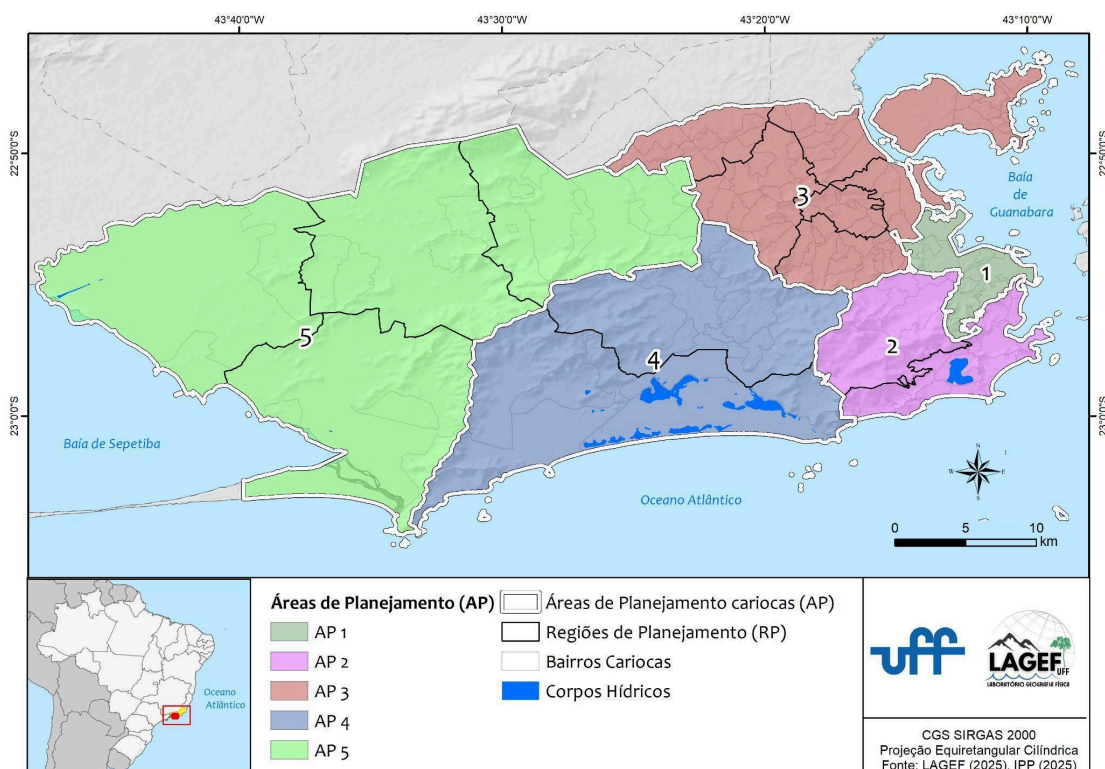 43°40'0"W 43°30'0"W 43°20'0"W 43°10'0"W
22°50'0"S 22°50'0"S
23°0'0"S 23°0'0"S
Baía
de
Guanabara
3
1
2
4
5
Baía de Sepetiba
Oceano Atlântico
N
W E
S
0 5 10
km
Oceano
Atlântico
Áreas de Planejamento (AP)
AP 1
AP 2
AP 3
AP 4
AP 5
Áreas de Planejamento cariocas (AP)
Regiões de Planejamento (RP)
Bairros Cariocas
Corpos Hídricos
uff
LAGEF
UFF
LABORATÓRIO GEOGRAFIA FÍSICA
CGS SIRGAS 2000
Projeção Equiretangular Cilíndrica
Fonte: LAGEF (2025), IPP (2025)